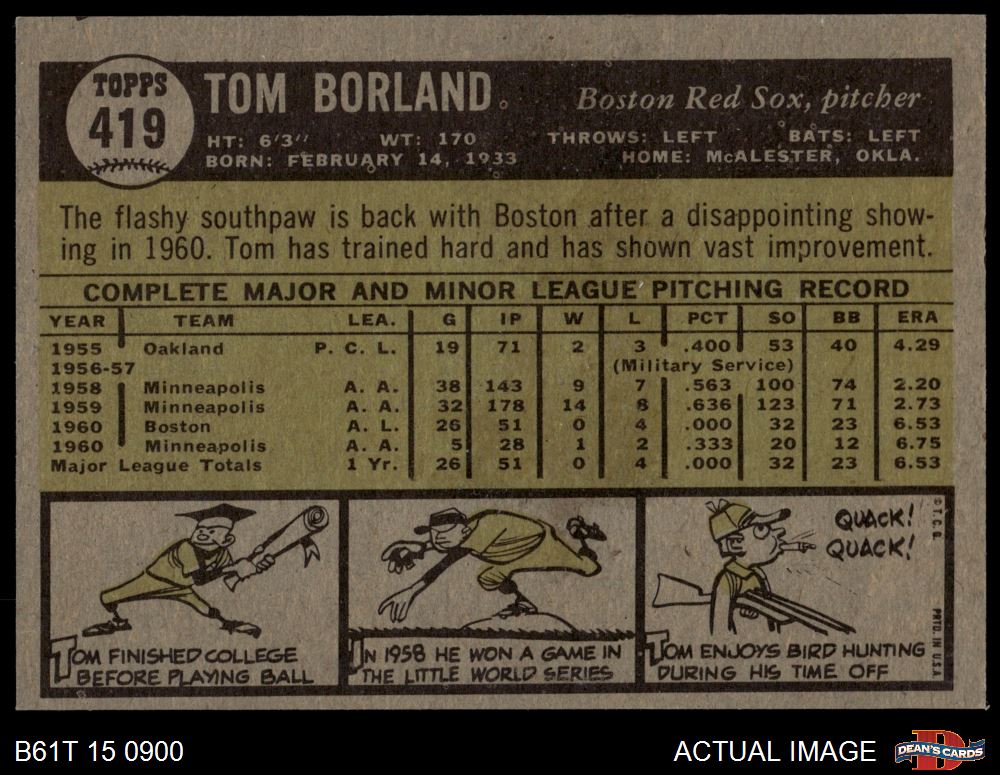 TOPPS
419
TOM BORLAND
Boston Red Sox, pitcher
HT: 6'3" WT: 170 THROWS: LEFT BATS: LEFT
BORN: FEBRUARY 14, 1933 HOME: McALESTER, OKLA.
The flashy southpaw is back with Boston after a disappointing show-
ing in 1960. Tom has trained hard and has shown vast improvement.
COMPLETE MAJOR AND MINOR LEAGUE PITCHING RECORD
YEAR TEAM LEA. G IP W L PCT SO BB ERA
1955 Oakland P. C. L. 19 71 2 3 .400 53 40 4.29
1956-57 (Military Service)
1958 Minneapolis A. A. 38 143 9 7 .563 100 74 2.20
1959 Minneapolis A. A. 32 178 14 8 .636 123 71 2.73
1960 Boston A. L. 26 51 0 4 .000 32 23 6.53
1960 Minneapolis A. A. 5 28 1 2 .333 20 12 6.75
Major League Totals 1 Yr. 26 51 0 4 .000 32 23 6.53
TOM FINISHED COLLEGE
BEFORE PLAYING BALL
IN 1958 HE WON A GAME IN
THE LITTLE WORLD SERIES
QUACK!
QUACK!
TOM ENJOYS BIRD HUNTING
DURING HIS TIME OFF
© T. C. G.
PRTD. IN U.S.A.
B61T 15 0900
ACTUAL IMAGE
D
DEAN'S CARDS